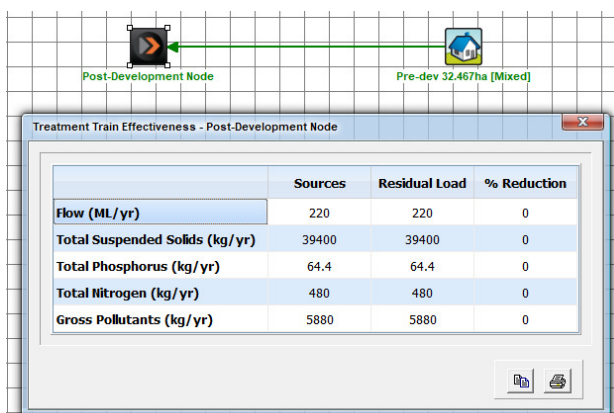 Post-Development Node
Pre-dev 32.467ha [Mixed]
Treatment Train Effectiveness - Post-Development Node
Sources Residual Load % Reduction
Flow (ML/yr) 220 220 0
Total Suspended Solids (kg/yr) 39400 39400 0
Total Phosphorus (kg/yr) 64.4 64.4 0
Total Nitrogen (kg/yr) 480 480 0
Gross Pollutants (kg/yr) 5880 5880 0